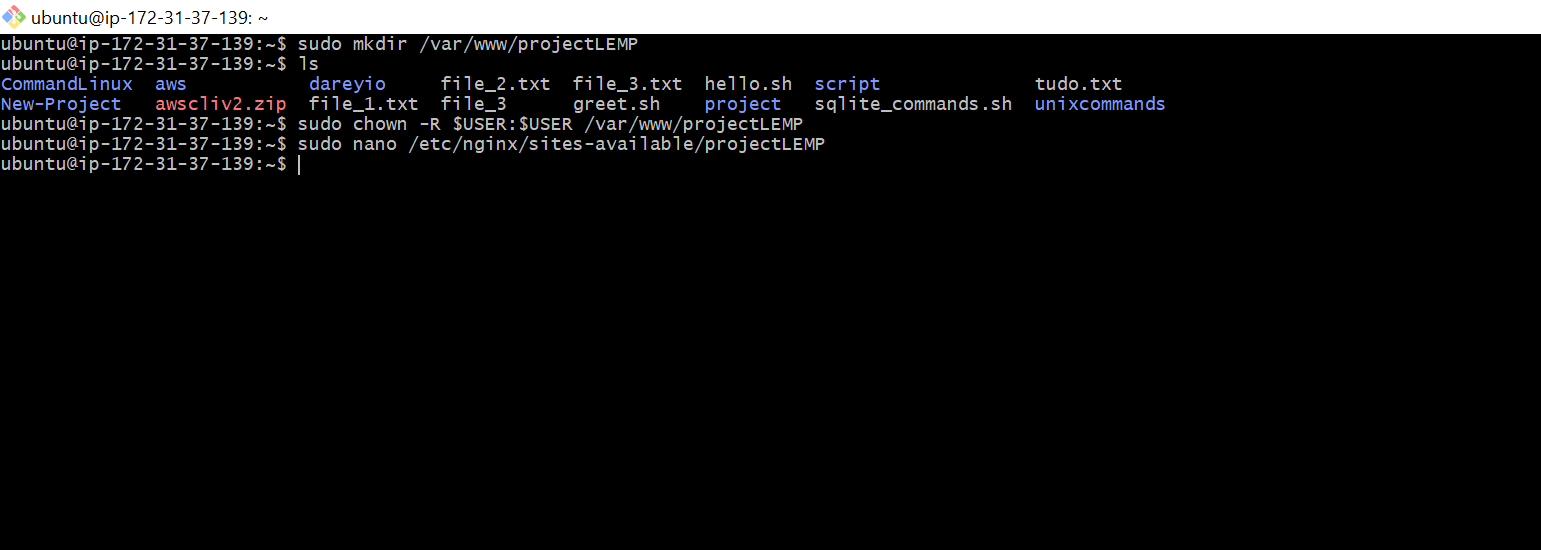 ubuntu@ip-172-31-37-139: ~
ubuntu@ip-172-31-37-139:~$ sudo mkdir /var/www/projectLEMP
ubuntu@ip-172-31-37-139:~$ ls
CommandLinux  aws           dareyio     file_2.txt  file_3.txt  hello.sh  script              tudo.txt
New-Project   awscliv2.zip  file_1.txt  file_3      greet.sh    project   sqlite_commands.sh  unixcommands
ubuntu@ip-172-31-37-139:~$ sudo chown -R $USER:$USER /var/www/projectLEMP
ubuntu@ip-172-31-37-139:~$ sudo nano /etc/nginx/sites-available/projectLEMP
ubuntu@ip-172-31-37-139:~$